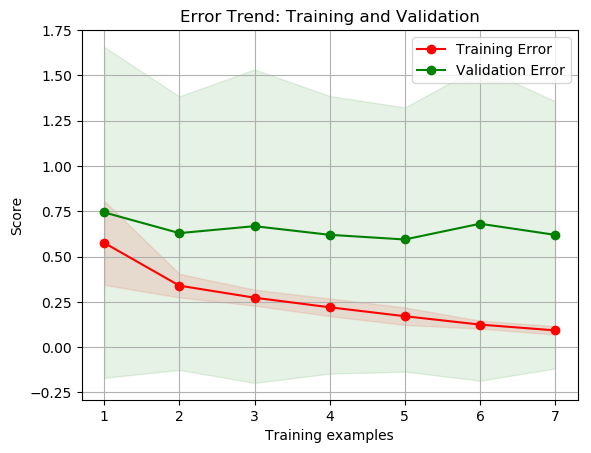 Error Trend: Training and Validation
Training Error
Validation Error
Score
1.75
1.50
1.25
1.00
0.75
0.50
0.25
0.00
−0.25
1 2 3 4 5 6 7
Training examples